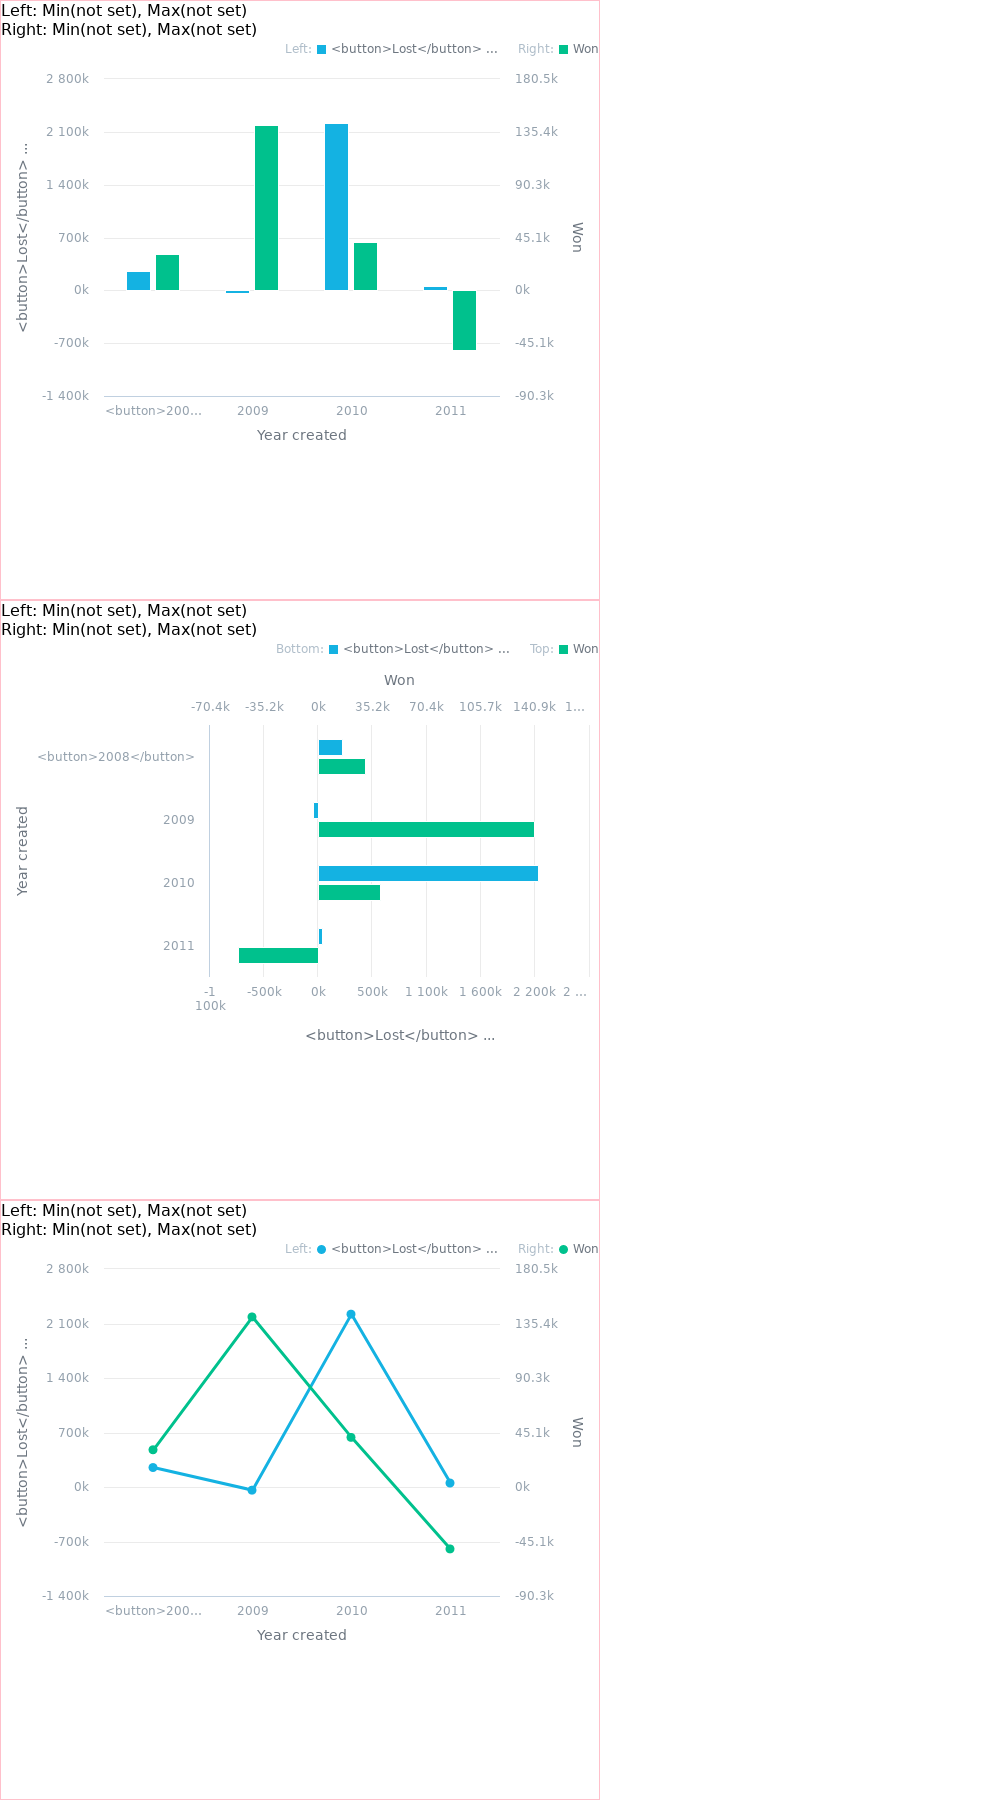 Left: Min(not set), Max(not set)
Right: Min(not set), Max(not set)
Left: <button>Lost</button> ... Right: Won
2 800k 180.5k
2 100k 135.4k
1 400k 90.3k
700k 45.1k
0k 0k
-700k -45.1k
-1 400k -90.3k
<button>Lost</button> ...
Won
<button>200... 2009 2010 2011
Year created
Left: Min(not set), Max(not set)
Right: Min(not set), Max(not set)
Bottom: <button>Lost</button> ... Top: Won
Won
-70.4k -35.2k 0k 35.2k 70.4k 105.7k 140.9k 1...
<button>2008</button>
2009
2010
2011
Year created
-1 -500k 0k 500k 1 100k 1 600k 2 200k 2 ...
100k
<button>Lost</button> ...
Left: Min(not set), Max(not set)
Right: Min(not set), Max(not set)
Left: <button>Lost</button> ... Right: Won
2 800k 180.5k
2 100k 135.4k
1 400k 90.3k
700k 45.1k
0k 0k
-700k -45.1k
-1 400k -90.3k
<button>Lost</button> ...
Won
<button>200... 2009 2010 2011
Year created